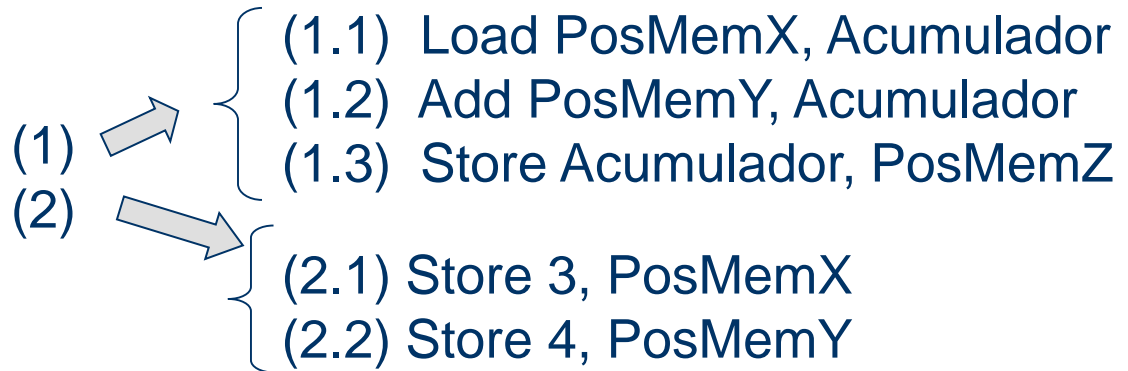 (1)
(1.1) Load PosMemX, Acumulador
(1.2) Add PosMemY, Acumulador
(1.3) Store Acumulador, PosMemZ
(2)
(2.1) Store 3, PosMemX
(2.2) Store 4, PosMemY